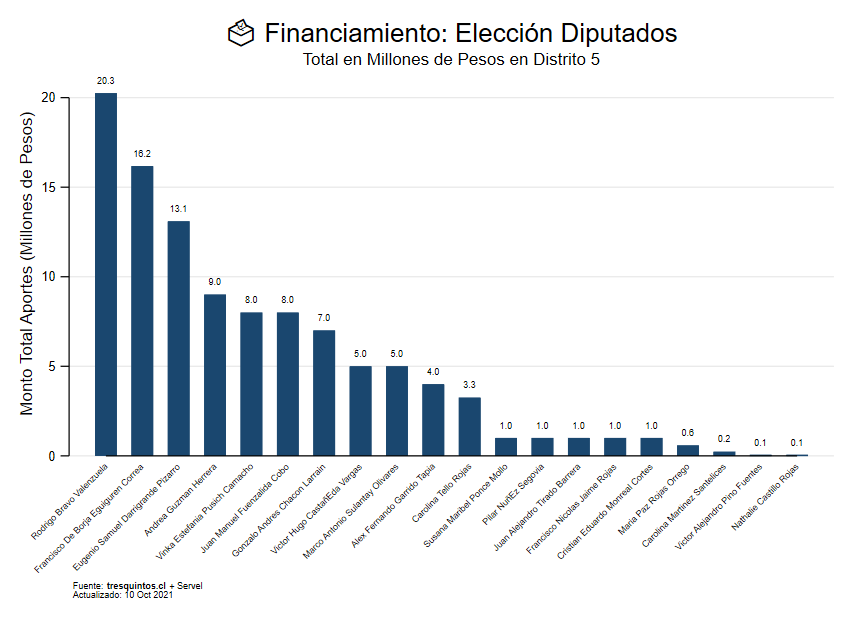 Financiamiento: Elección Diputados
Total en Millones de Pesos en Distrito 5
Monto Total Aportes (Millones de Pesos)
20
15
10
5
0
20.3
16.2
13.1
9.0
8.0
8.0
7.0
5.0
5.0
4.0
3.3
1.0
1.0
1.0
1.0
1.0
0.6
0.2
0.1
0.1
Rodrigo Bravo Valenzuela
Francisco De Borja Eguiguren Correa
Eugenio Samuel Darrigrande Pizarro
Andrea Guzman Herrera
Vinka Estefania Pusich Camacho
Juan Manuel Fuenzalida Cobo
Gonzalo Andres Chacon Larrain
Victor Hugo CastañEda Vargas
Marco Antonio Sulantay Olivares
Alex Fernando Garrido Tapia
Carolina Tello Rojas
Susana Maribel Ponce Mollo
Pilar NuñEz Segovia
Juan Alejandro Tirado Barrera
Francisco Nicolas Jaime Rojas
Cristian Eduardo Monreal Cortes
Maria Paz Rojas Orrego
Carolina Martinez Santelices
Victor Alejandro Pino Fuentes
Nathalie Castillo Rojas
Fuente: tresquintos.cl + Servel
Actualizado: 10 Oct 2021